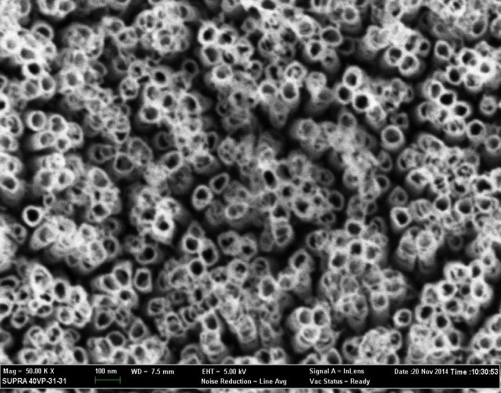 Mag = 50.00 K X 100 nm WD = 7.5 mm EHT = 5.00 kV Signal A = InLens Date :20 Nov 2014 Time :10:30:53
SUPRA 40VP-31-31 Noise Reduction = Line Avg Vac Status = Ready